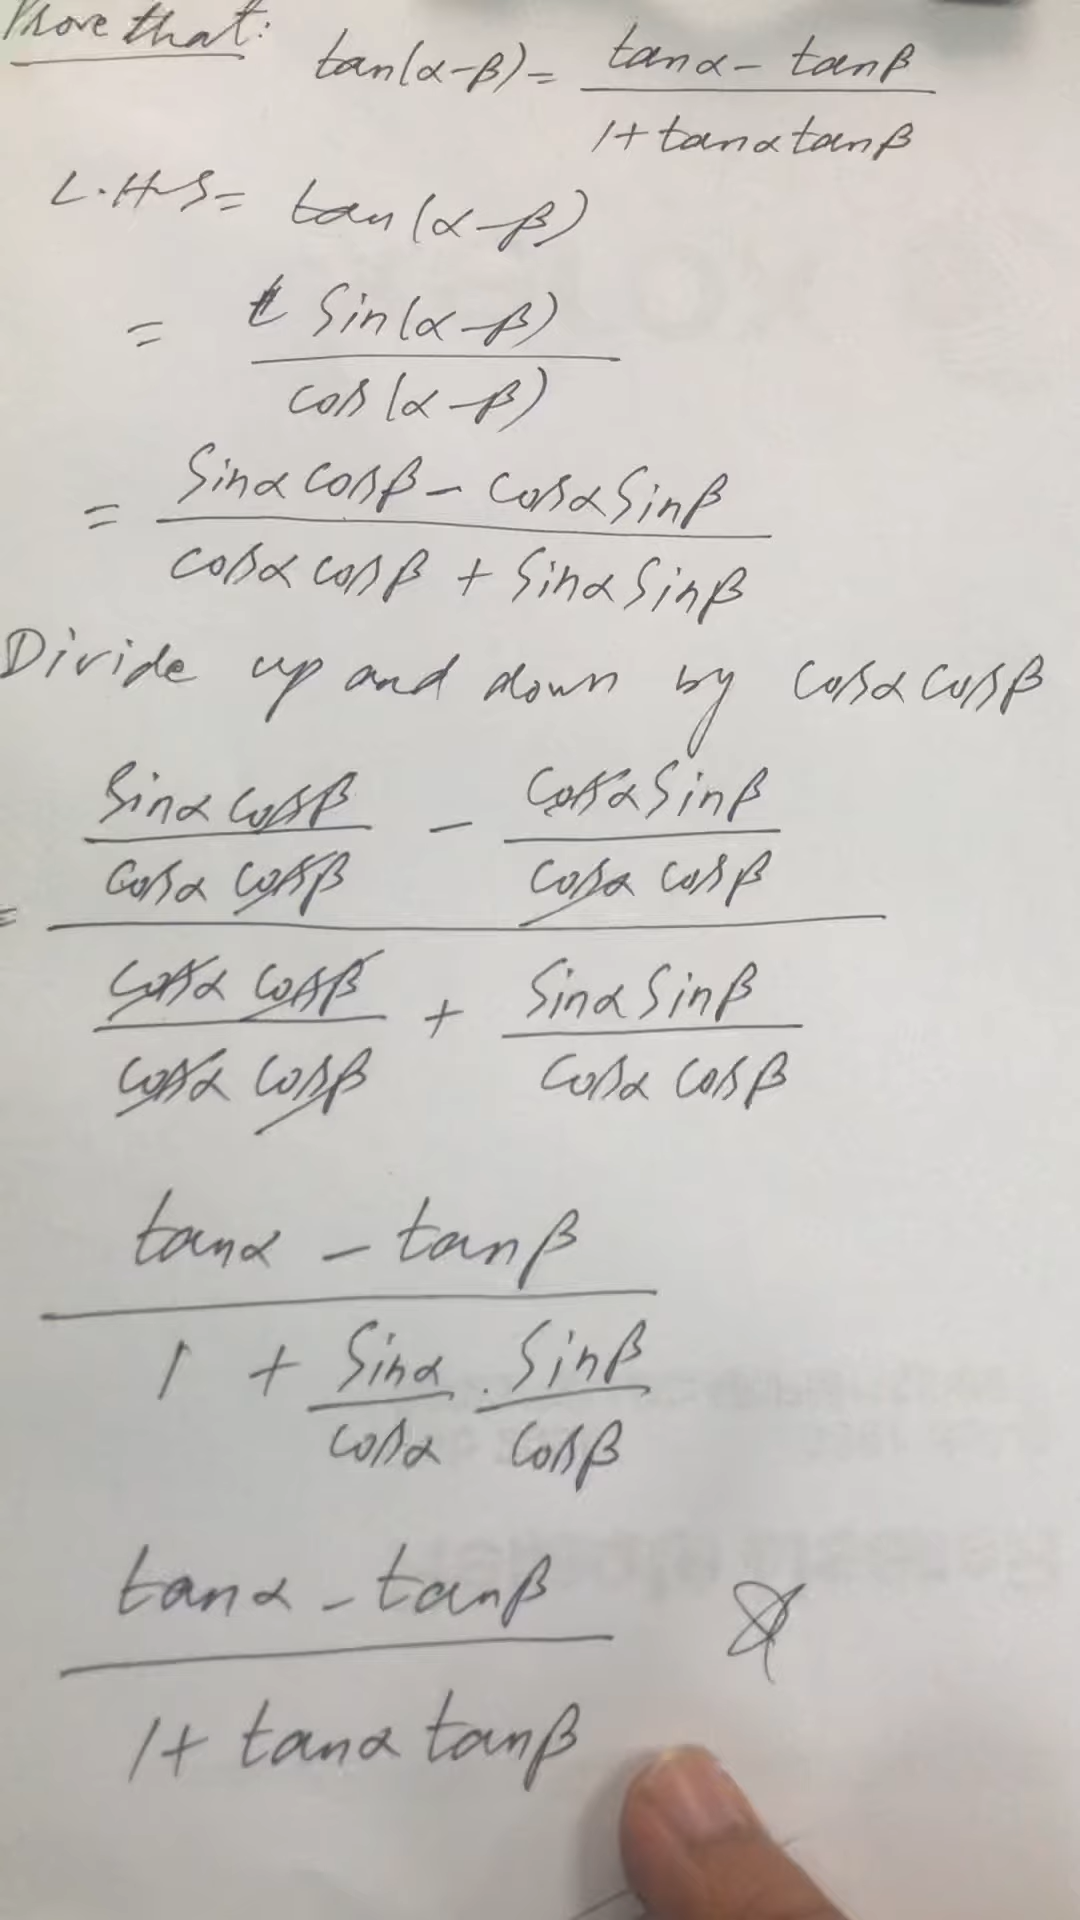 Prove that:
tan(α-β) = (tanα - tanβ)/(1 + tanα tanβ)
L.H.S = tan(α-β)
= Sin(α-β)/cos(α-β)
= (Sinα cosβ - cosα Sinβ)/(cosα cosβ + Sinα Sinβ)
Divide up and down by cosα cosβ
= ((Sinα cosβ)/(cosα cosβ) - (cosα Sinβ)/(cosα cosβ))/((cosα cosβ)/(cosα cosβ) + (Sinα Sinβ)/(cosα cosβ))
(tanα - tanβ)/(1 + Sinα/cosα . Sinβ/cosβ)
(tanα - tanβ)/(1 + tanα tanβ)